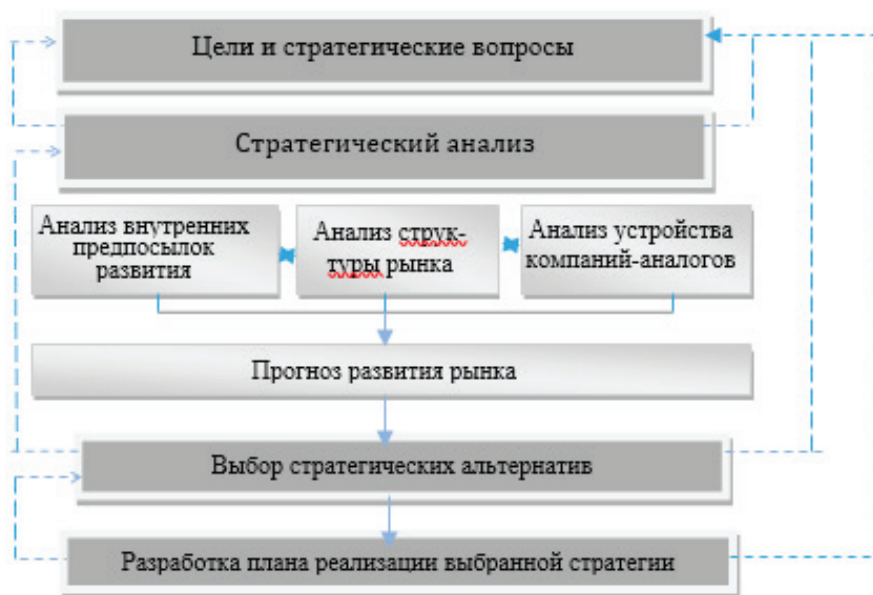 Цели и стратегические вопросы
Стратегический анализ
Анализ внутренних
предпосылок
развития
Анализ струк-
туры рынка
Анализ устройства
компаний-аналогов
Прогноз развития рынка
Выбор стратегических альтернатив
Разработка плана реализации выбранной стратегии